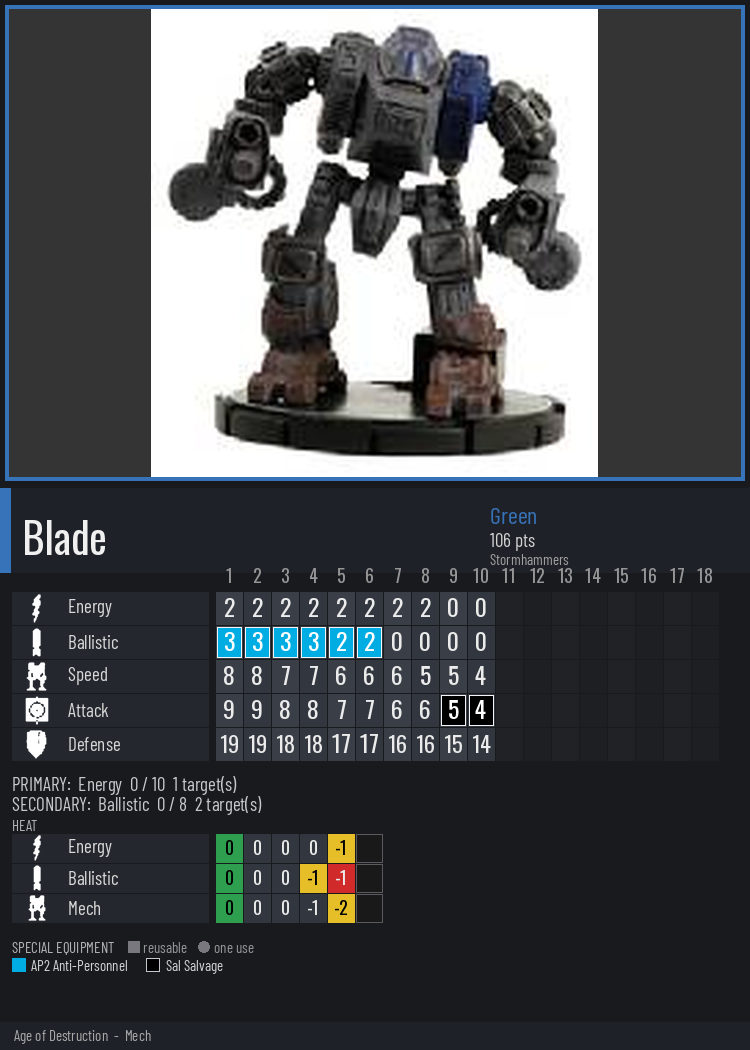 Blade
Green
106 pts
Stormhammers
1 2 3 4 5 6 7 8 9 10 11 12 13 14 15 16 17 18
Energy 2 2 2 2 2 2 2 2 0 0
Ballistic 3 3 3 3 2 2 0 0 0 0
Speed 8 8 7 7 6 6 6 5 5 4
Attack 9 9 8 8 7 7 6 6 5 4
Defense 19 19 18 18 17 17 16 16 15 14
PRIMARY: Energy 0 / 10 1 target(s)
SECONDARY: Ballistic 0 / 8 2 target(s)
HEAT
Energy 0 0 0 0 -1
Ballistic 0 0 0 -1 -1
Mech 0 0 0 -1 -2
SPECIAL EQUIPMENT reusable one use
AP2 Anti-Personnel Sal Salvage
Age of Destruction - Mech